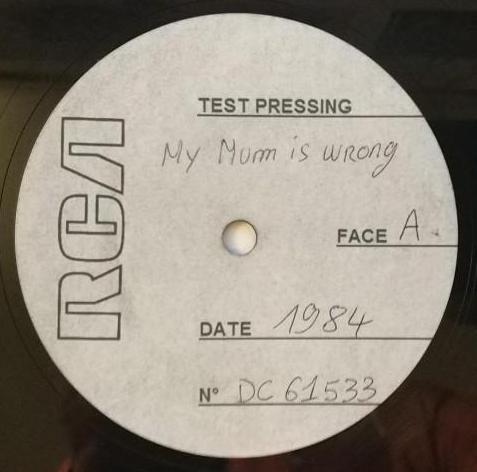 RCA
TEST PRESSING
My Mum is wrong
FACE A
DATE 1984
N° DC 61533